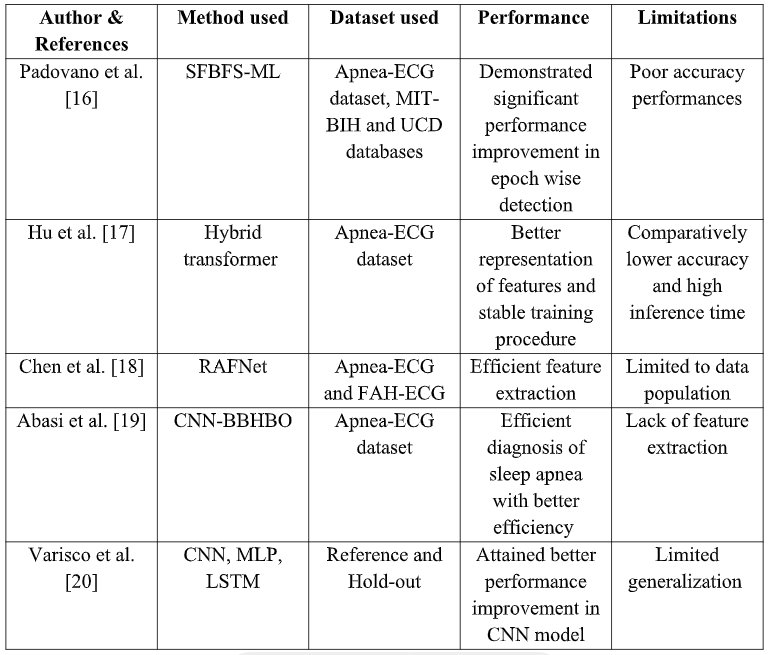 Author &
References
Method used
Dataset used
Performance
Limitations
Padovano et al.
[16]
SFBFS-ML
Apnea-ECG
dataset, MIT-
BIH and UCD
databases
Demonstrated
significant
performance
improvement in
epoch wise
detection
Poor accuracy
performances
Hu et al. [17]
Hybrid
transformer
Apnea-ECG
dataset
Better
representation
of features and
stable training
procedure
Comparatively
lower accuracy
and high
inference time
Chen et al. [18]
RAFNet
Apnea-ECG
and FAH-ECG
Efficient feature
extraction
Limited to data
population
Abasi et al. [19]
CNN-BBHBO
Apnea-ECG
dataset
Efficient
diagnosis of
sleep apnea
with better
efficiency
Lack of feature
extraction
Varisco et al.
[20]
CNN, MLP,
LSTM
Reference and
Hold-out
Attained better
performance
improvement in
CNN model
Limited
generalization